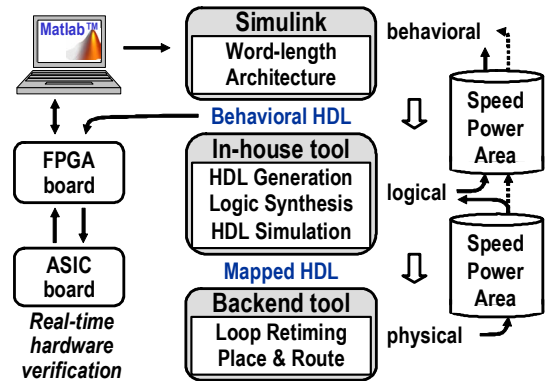 Matlab™
Simulink
Word-length
Architecture
behavioral
Speed
Power
Area
Behavioral HDL
FPGA
board
In-house tool
HDL Generation
Logic Synthesis
HDL Simulation
logical
ASIC
board
Mapped HDL
Speed
Power
Area
Real-time
hardware
verification
Backend tool
Loop Retiming
Place & Route
physical